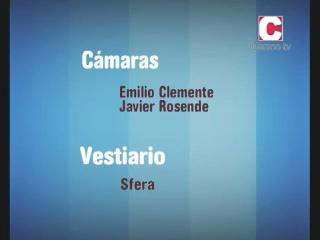 C
Cámaras
Emilio Clemente
Javier Rosende
Vestiario
Sfera